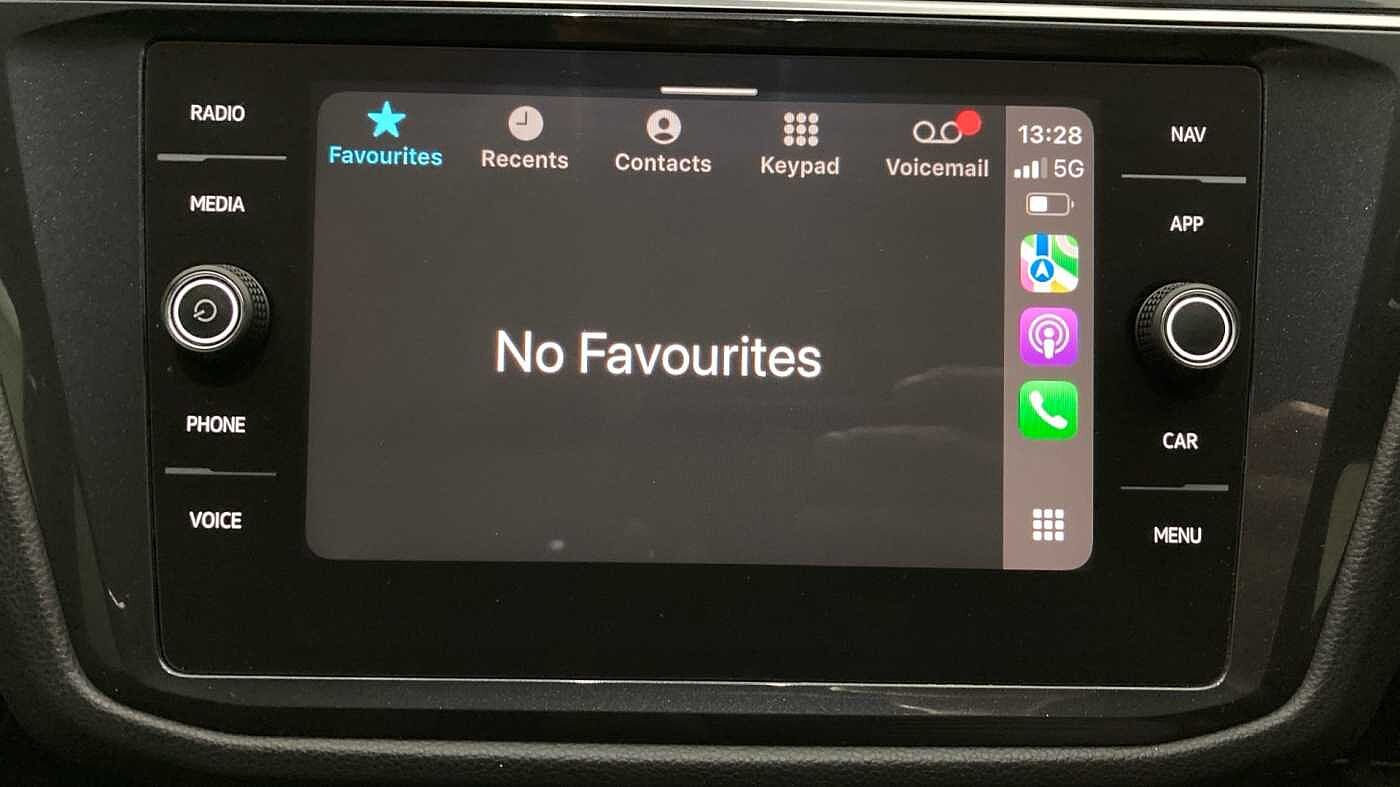 RADIO
MEDIA
PHONE
VOICE
Favourites
Recents
Contacts
Keypad
Voicemail
No Favourites
13:28
5G
NAV
APP
CAR
MENU